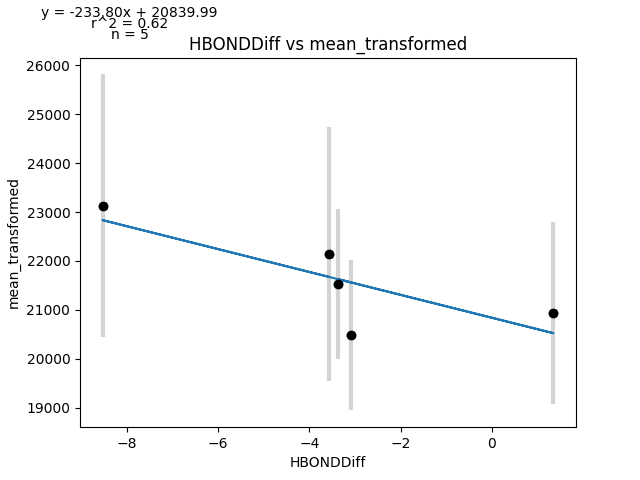 y = -233.80x + 20839.99
r^2 = 0.62
n = 5
HBONDDiff vs mean_transformed
26000
25000
24000
23000
22000
21000
20000
19000
mean_transformed
−8
−6
−4
−2
0
HBONDDiff